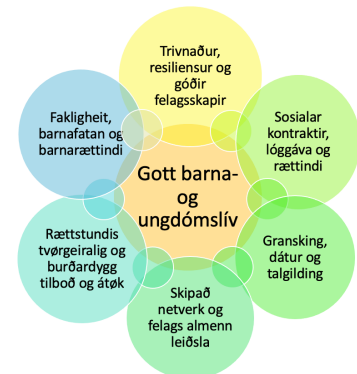 Trivnaður,
resiliensur og
góðir
felagsskapir
Sosialar
kontraktir,
lóggáva og
rættindi
Gransking,
dátur og
talgilding
Skipað
netverk og
felags almenn
leiðsla
Rættstundis
tvørgeiralig og
burðardygg
tilboð og átøk
Fakligheit,
barnafatan og
barnarættindi
Gott barna-
og
ungdómslív